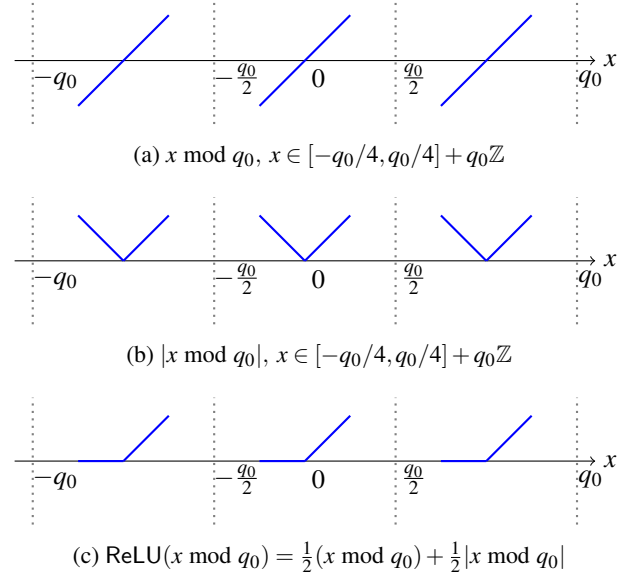 x
−q₀ −q₀/2 0 q₀/2 q₀
(a) x mod q₀, x ∈ [−q₀/4, q₀/4] + q₀ℤ
x
−q₀ −q₀/2 0 q₀/2 q₀
(b) |x mod q₀|, x ∈ [−q₀/4, q₀/4] + q₀ℤ
x
−q₀ −q₀/2 0 q₀/2 q₀
(c) ReLU(x mod q₀) = ½(x mod q₀) + ½|x mod q₀|